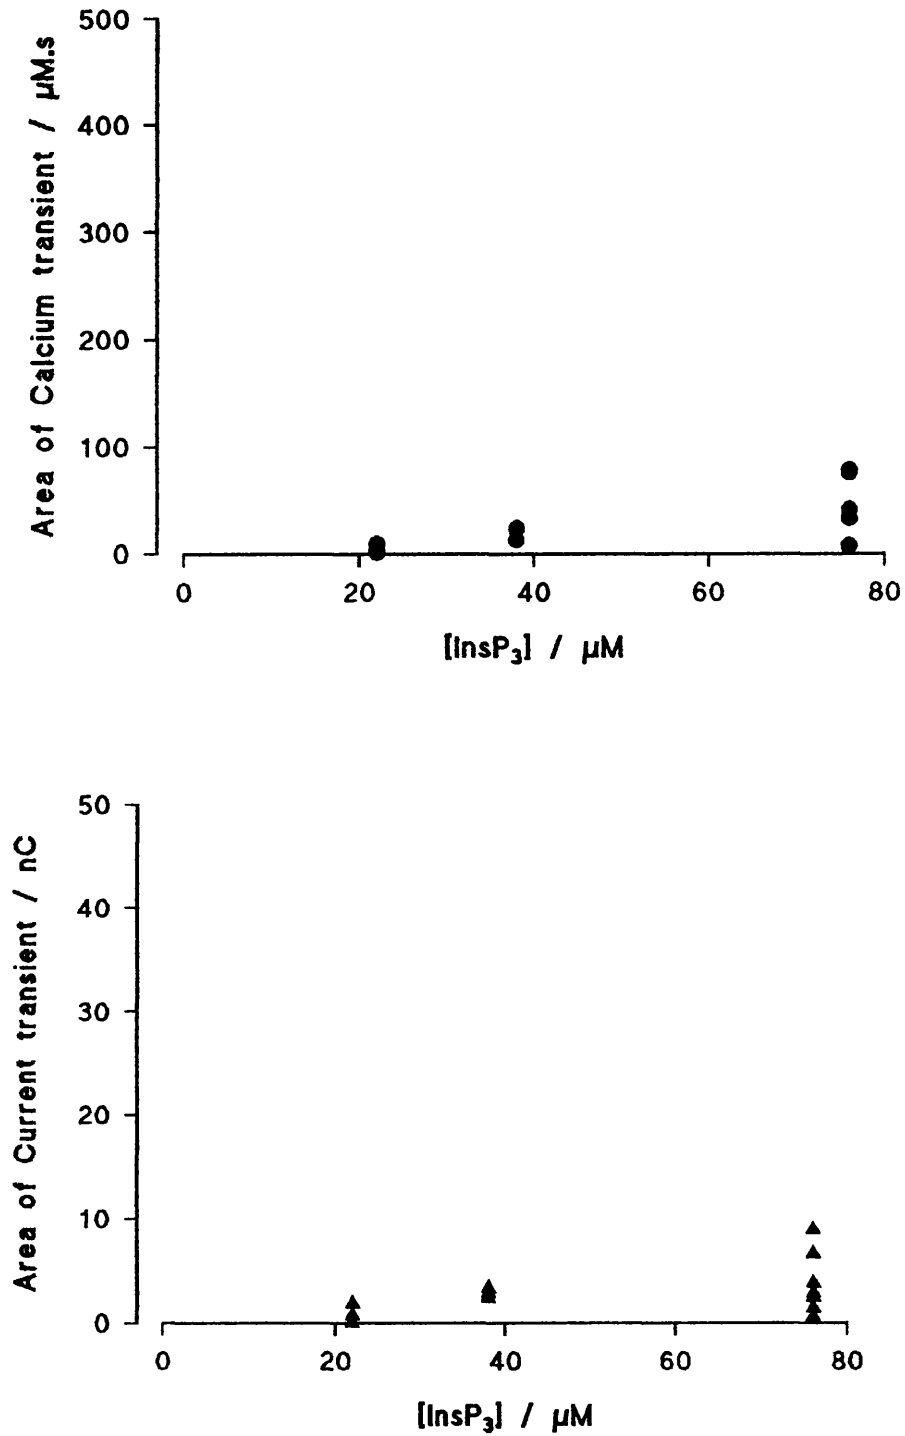 500
400
300
200
100
0
Area of Calcium transient / µM.s
0 20 40 60 80
[InsP₃] / µM
50
40
30
20
10
0
Area of Current transient / nC
0 20 40 60 80
[InsP₃] / µM